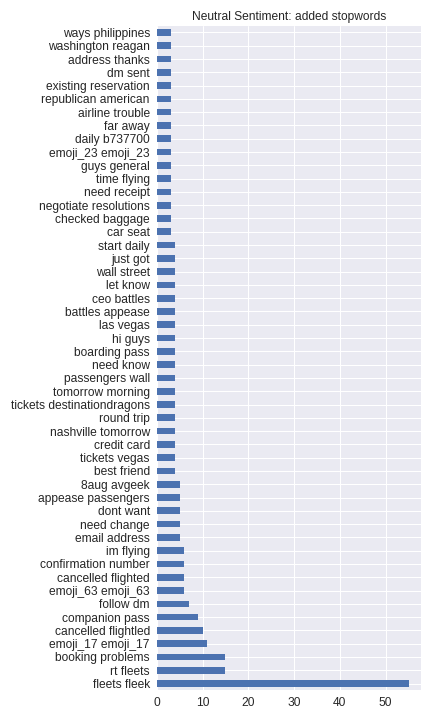 Neutral Sentiment: added stopwords
ways philippines
washington reagan
address thanks
dm sent
existing reservation
republican american
airline trouble
far away
daily b737700
emoji_23 emoji_23
guys general
time flying
need receipt
negotiate resolutions
checked baggage
car seat
start daily
just got
wall street
let know
ceo battles
battles appease
las vegas
hi guys
boarding pass
need know
passengers wall
tomorrow morning
tickets destinationdragons
round trip
nashville tomorrow
credit card
tickets vegas
best friend
8aug avgeek
appease passengers
dont want
need change
email address
im flying
confirmation number
cancelled flighted
emoji_63 emoji_63
follow dm
companion pass
cancelled flightled
emoji_17 emoji_17
booking problems
rt fleets
fleets fleek
0 10 20 30 40 50